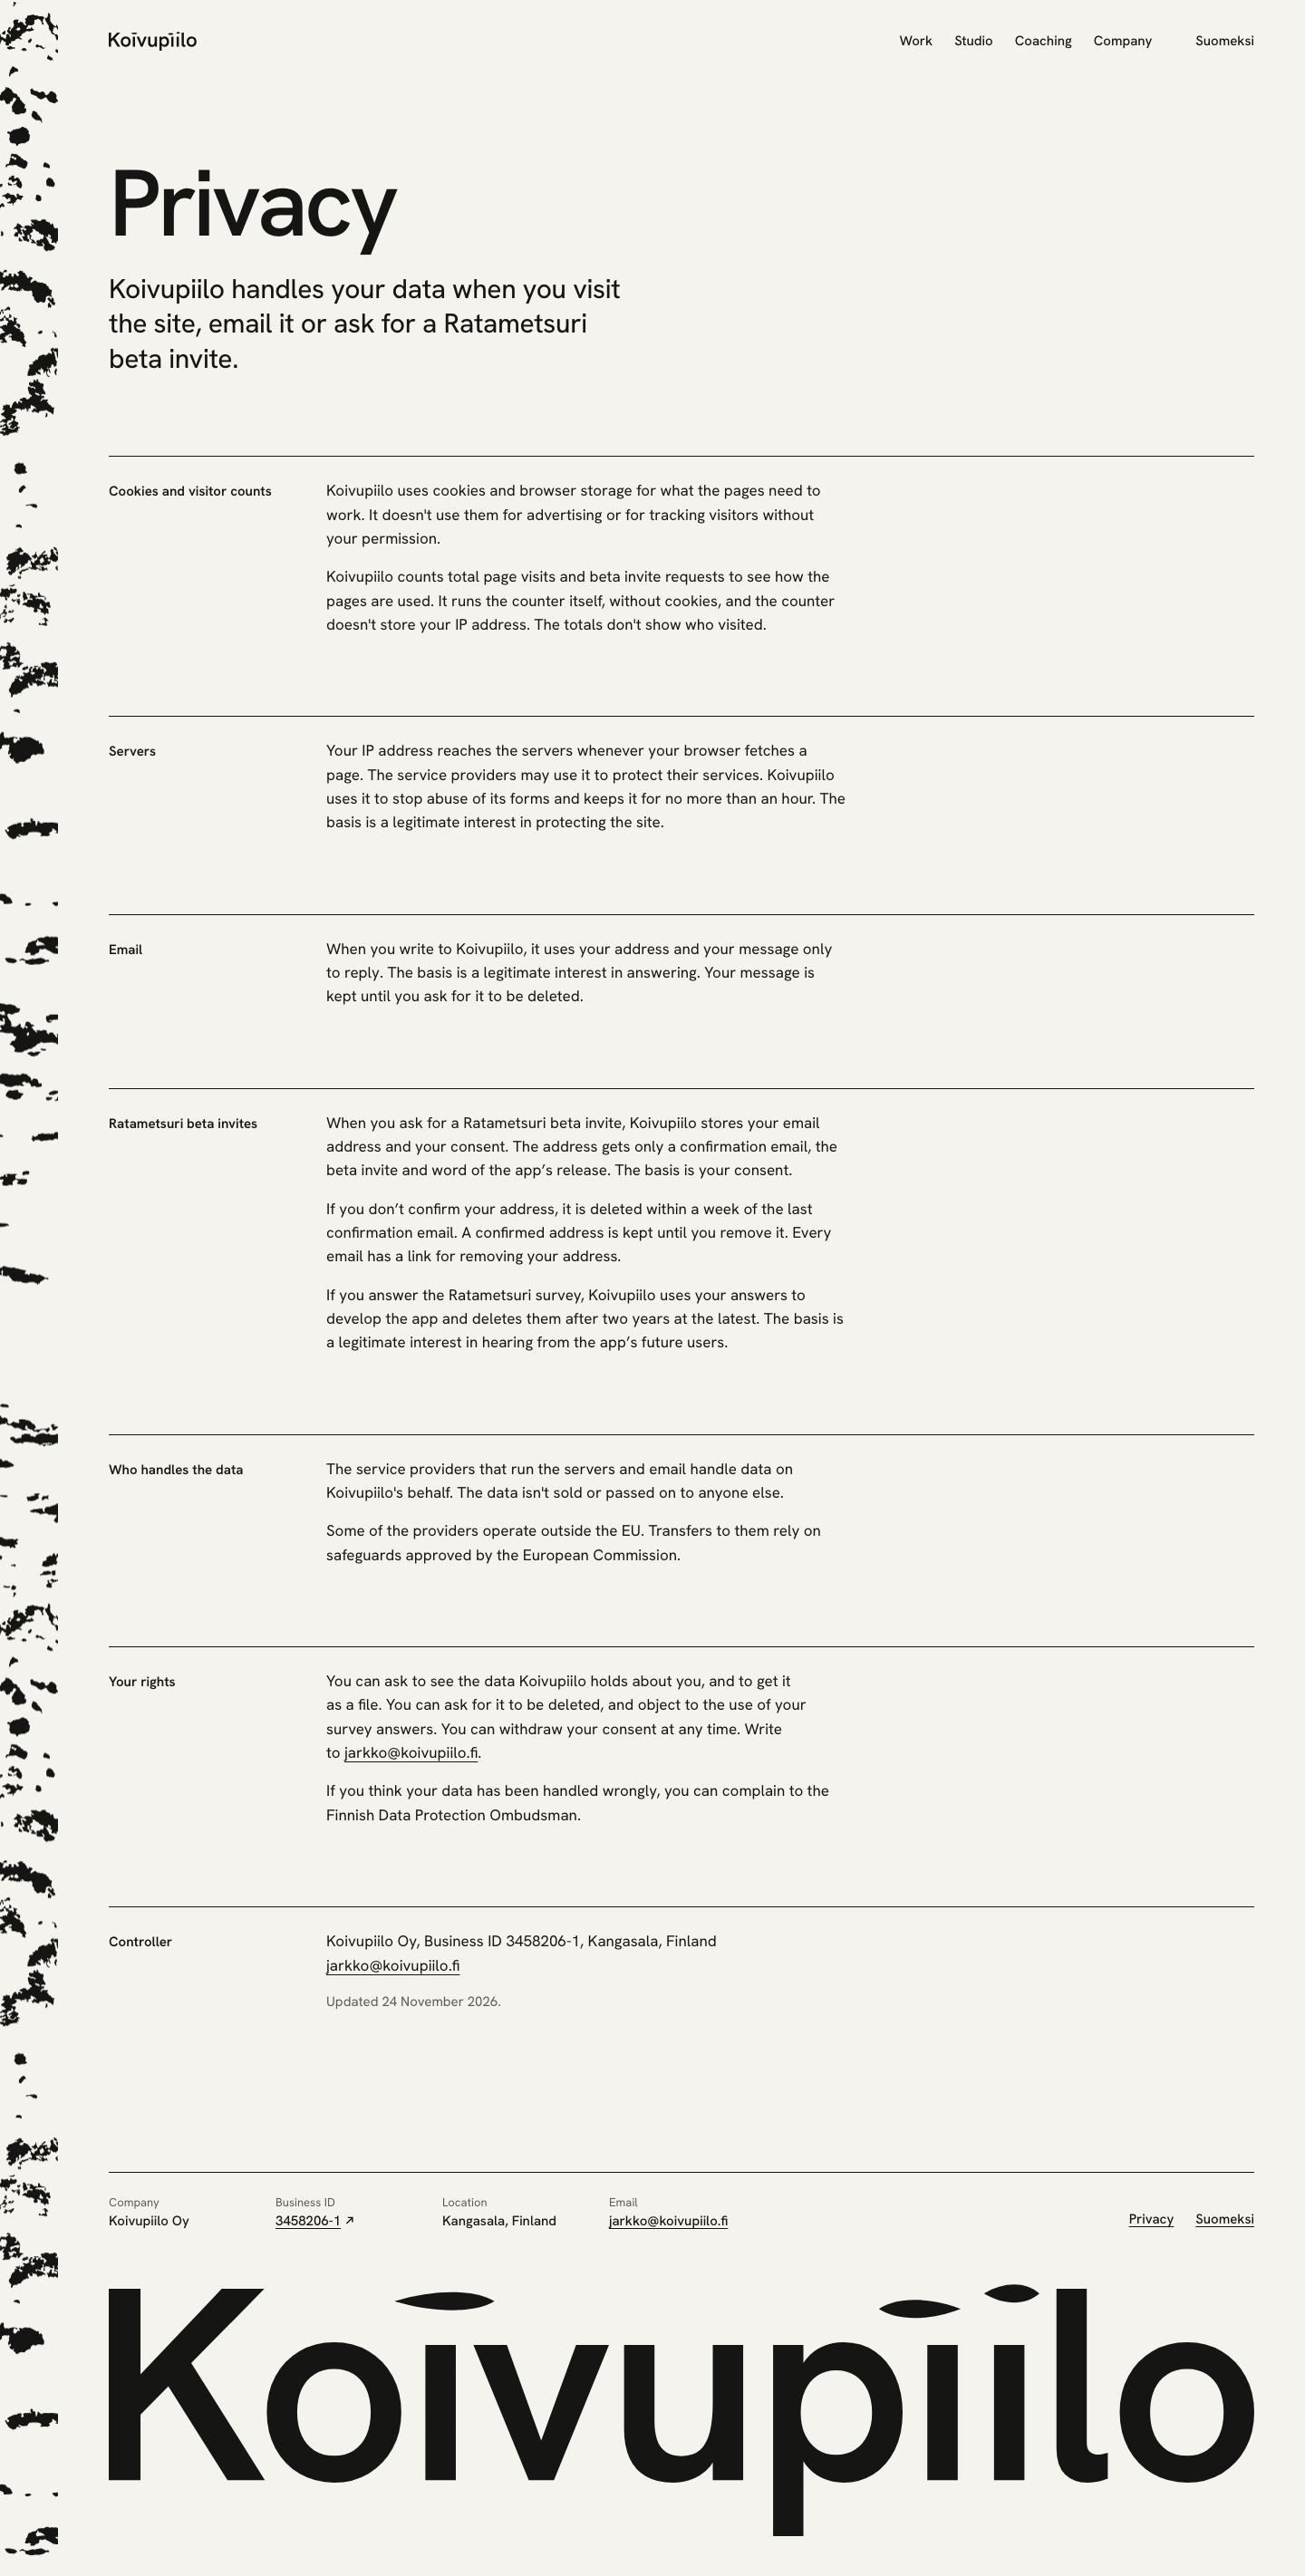 Koivupiilo
Work Studio Coaching Company Suomeksi
Privacy
Koivupiilo handles your data when you visit
the site, email it or ask for a Ratametsuri
beta invite.
Cookies and visitor counts
Koivupiilo uses cookies and browser storage for what the pages need to
work. It doesn't use them for advertising or for tracking visitors without
your permission.
Koivupiilo counts total page visits and beta invite requests to see how the
pages are used. It runs the counter itself, without cookies, and the counter
doesn't store your IP address. The totals don't show who visited.
Servers
Your IP address reaches the servers whenever your browser fetches a
page. The service providers may use it to protect their services. Koivupiilo
uses it to stop abuse of its forms and keeps it for no more than an hour. The
basis is a legitimate interest in protecting the site.
Email
When you write to Koivupiilo, it uses your address and your message only
to reply. The basis is a legitimate interest in answering. Your message is
kept until you ask for it to be deleted.
Ratametsuri beta invites
When you ask for a Ratametsuri beta invite, Koivupiilo stores your email
address and your consent. The address gets only a confirmation email, the
beta invite and word of the app’s release. The basis is your consent.
If you don’t confirm your address, it is deleted within a week of the last
confirmation email. A confirmed address is kept until you remove it. Every
email has a link for removing your address.
If you answer the Ratametsuri survey, Koivupiilo uses your answers to
develop the app and deletes them after two years at the latest. The basis is
a legitimate interest in hearing from the app’s future users.
Who handles the data
The service providers that run the servers and email handle data on
Koivupiilo's behalf. The data isn't sold or passed on to anyone else.
Some of the providers operate outside the EU. Transfers to them rely on
safeguards approved by the European Commission.
Your rights
You can ask to see the data Koivupiilo holds about you, and to get it
as a file. You can ask for it to be deleted, and object to the use of your
survey answers. You can withdraw your consent at any time. Write
to jarkko@koivupiilo.fi.
If you think your data has been handled wrongly, you can complain to the
Finnish Data Protection Ombudsman.
Controller
Koivupiilo Oy, Business ID 3458206-1, Kangasala, Finland
jarkko@koivupiilo.fi
Updated 24 November 2026.
Company Business ID Location Email
Koivupiilo Oy 3458206-1 ↗ Kangasala, Finland jarkko@koivupiilo.fi Privacy Suomeksi
Koivupiilo